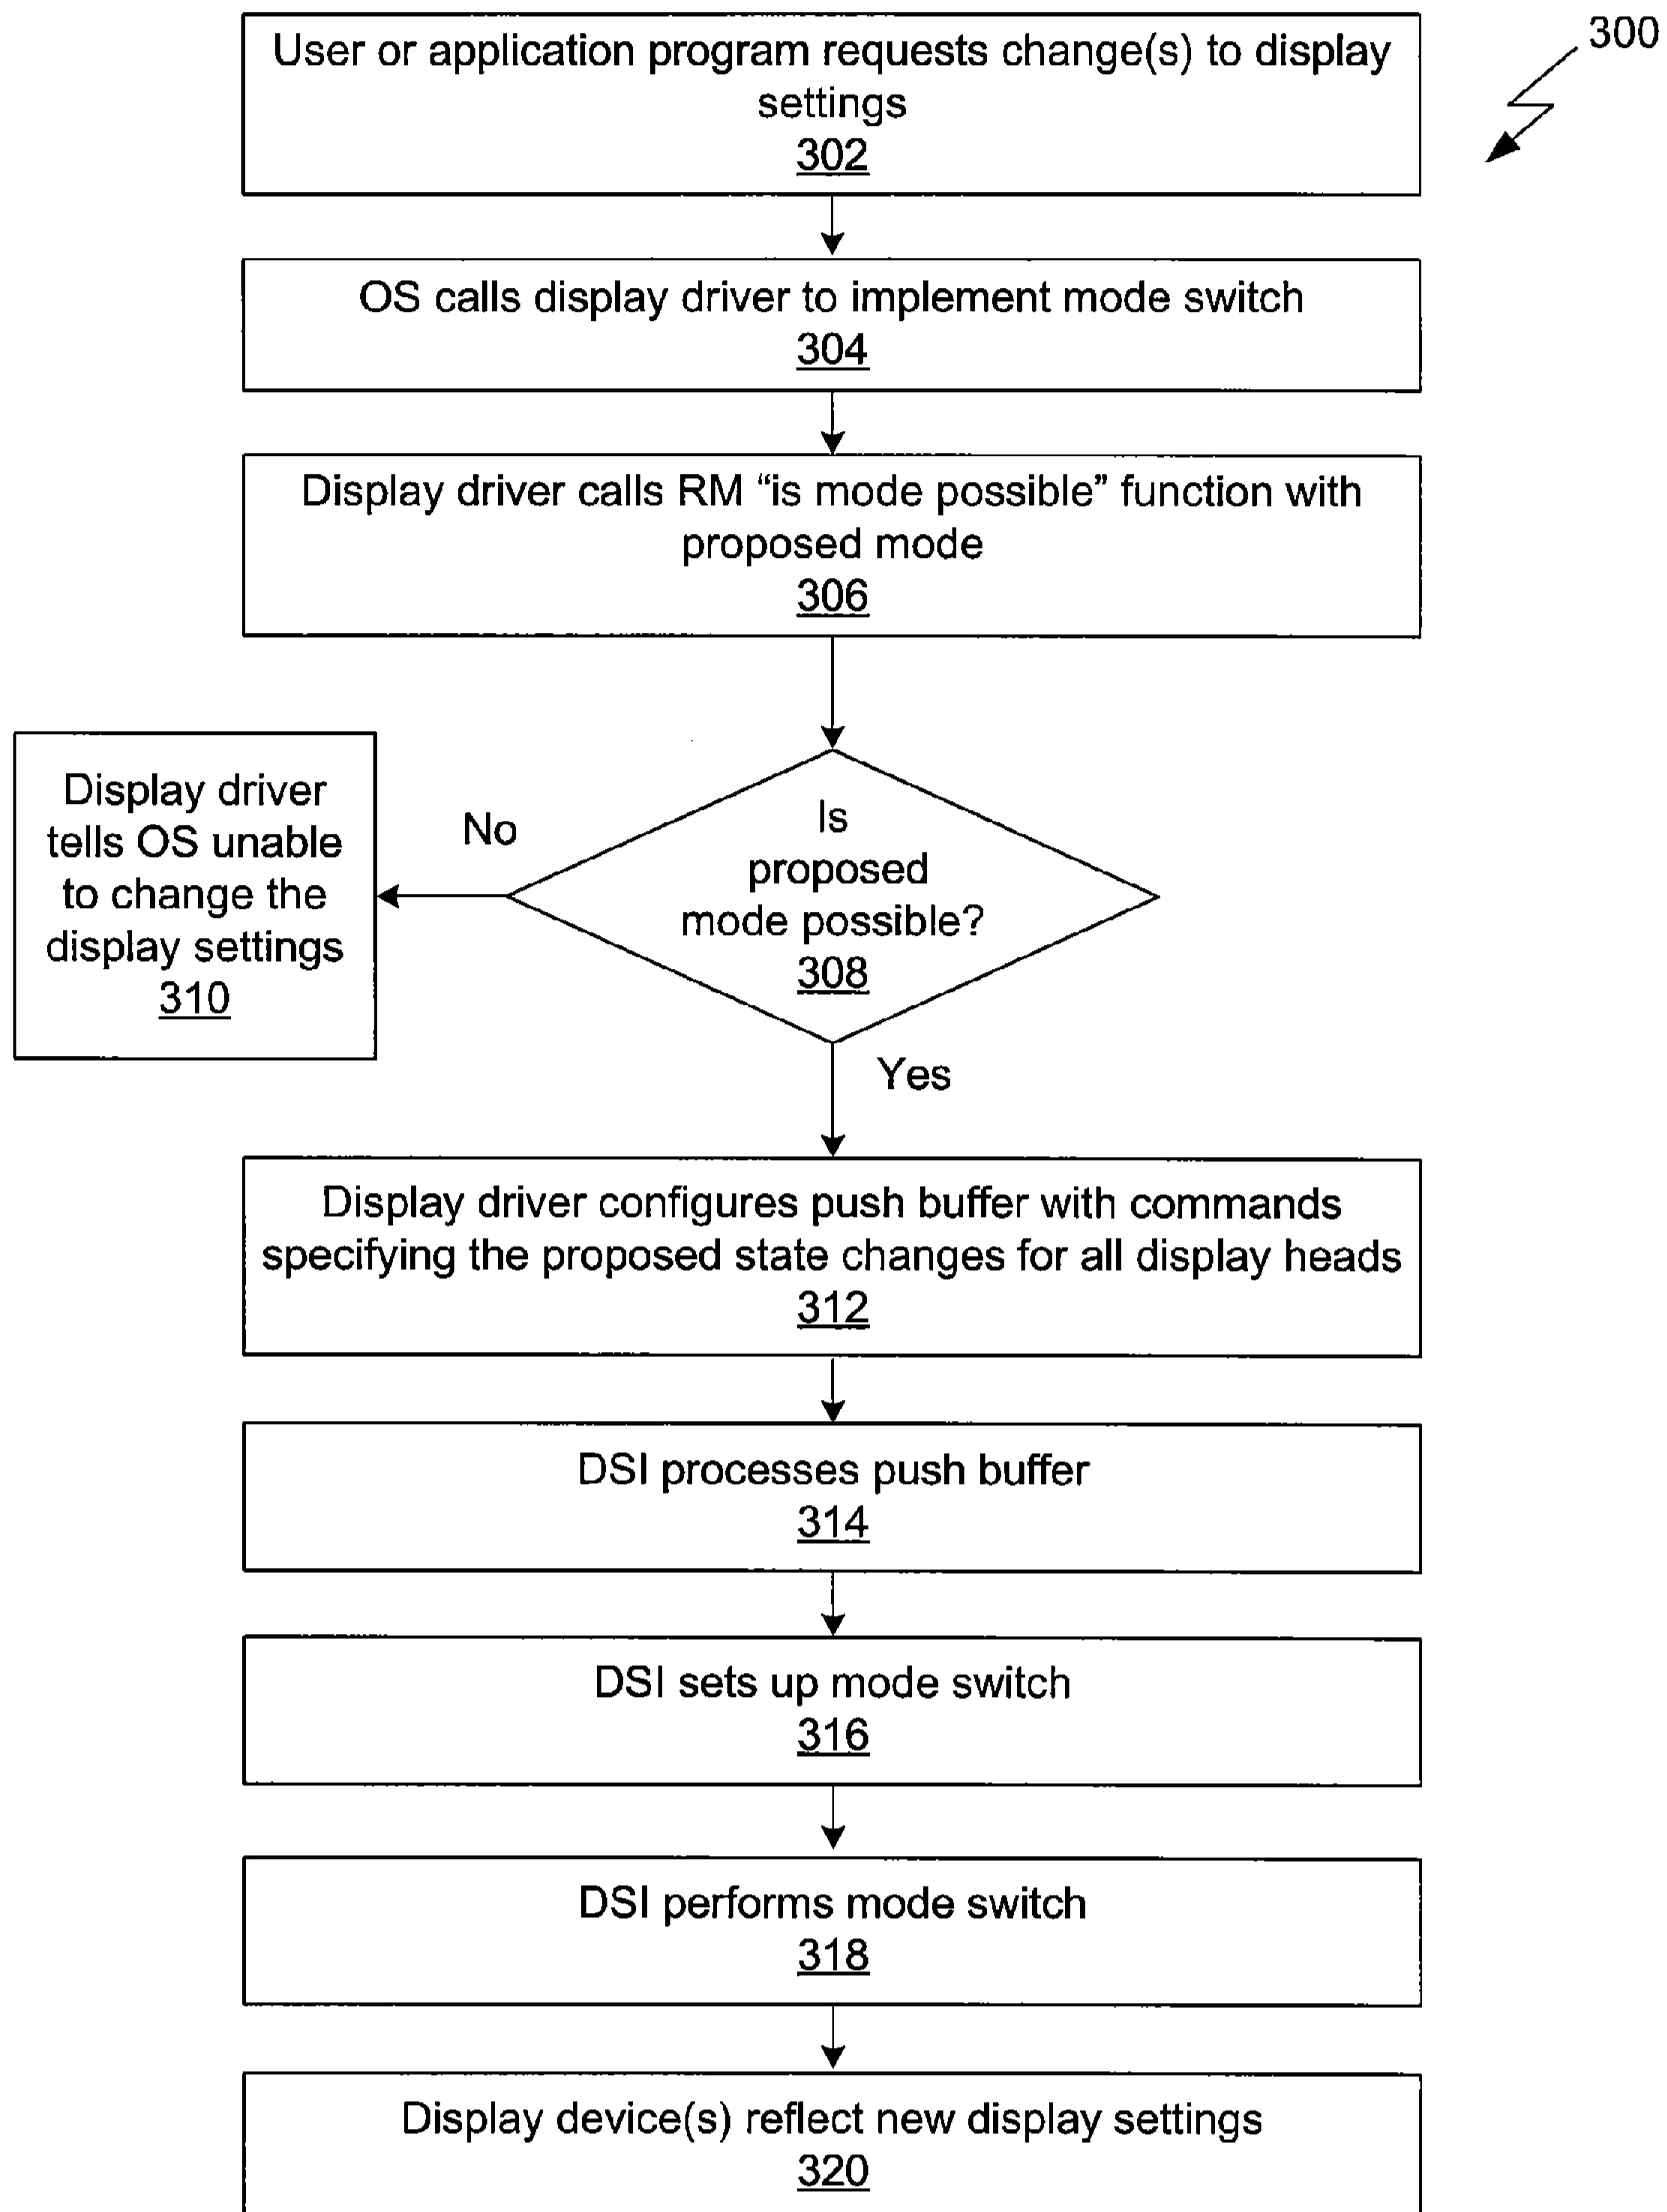 300
User or application program requests change(s) to display
settings
302
OS calls display driver to implement mode switch
304
Display driver calls RM “is mode possible” function with
proposed mode
306
Is
proposed
mode possible?
308
No
Display driver
tells OS unable
to change the
display settings
310
Yes
Display driver configures push buffer with commands
specifying the proposed state changes for all display heads
312
DSI processes push buffer
314
DSI sets up mode switch
316
DSI performs mode switch
318
Display device(s) reflect new display settings
320